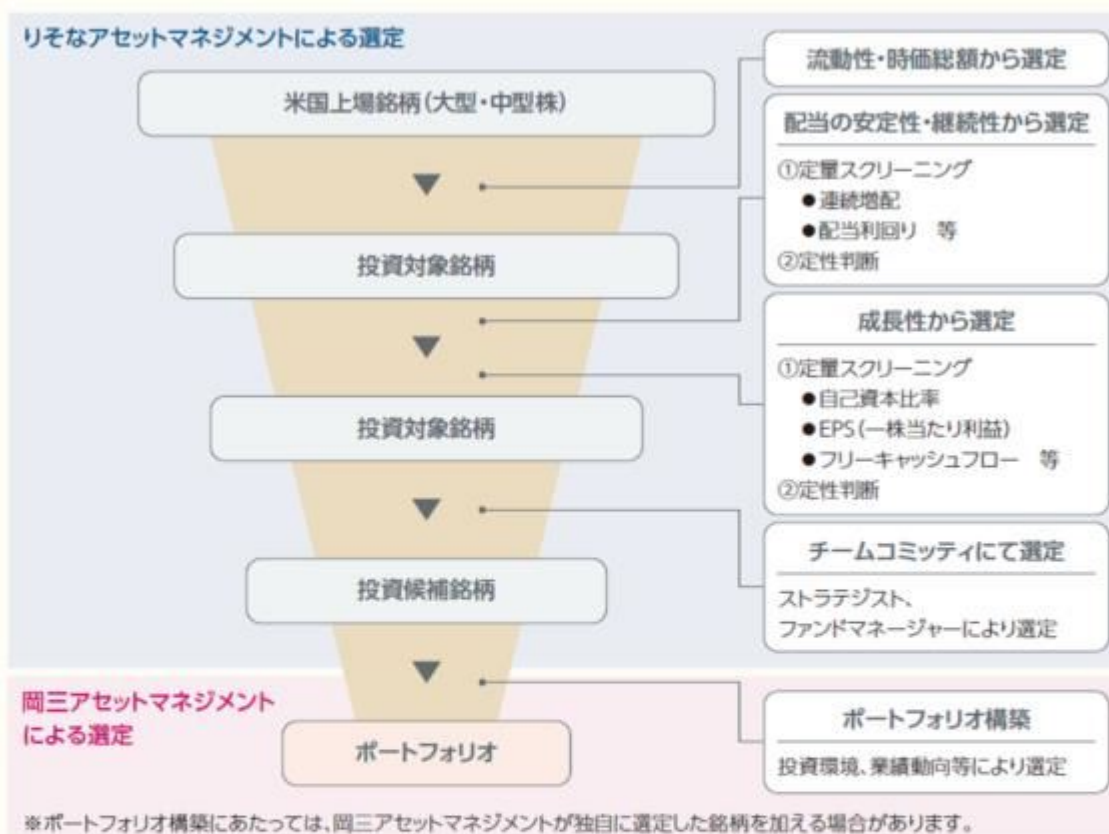 りそなアセットマネジメントによる選定
米国上場銘柄(大型・中型株)
流動性・時価総額から選定
配当の安定性・継続性から選定
①定量スクリーニング
●連続増配
●配当利回り 等
②定性判断
投資対象銘柄
成長性から選定
①定量スクリーニング
●自己資本比率
●EPS(一株当たり利益)
●フリーキャッシュフロー 等
②定性判断
投資対象銘柄
チームコミッティにて選定
ストラテジスト、
ファンドマネージャーにより選定
投資候補銘柄
岡三アセットマネジメント
による選定
ポートフォリオ構築
投資環境、業績動向等により選定
ポートフォリオ
※ポートフォリオ構築にあたっては、岡三アセットマネジメントが独自に選定した銘柄を加える場合があります。